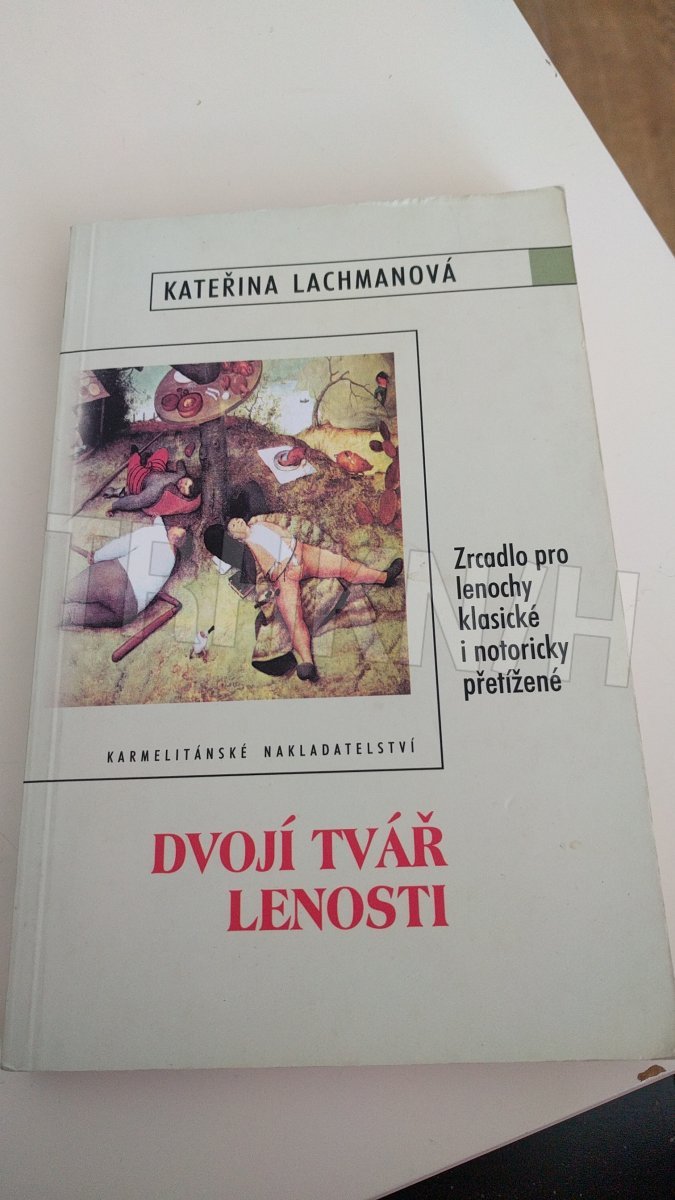 KATEŘINA LACHMANOVÁ
Zrcadlo pro
lenochy
klasické
i notoricky
přetížené
KARMELITÁNSKÉ NAKLADATELSTVÍ
DVOJÍ TVÁŘ
LENOSTI